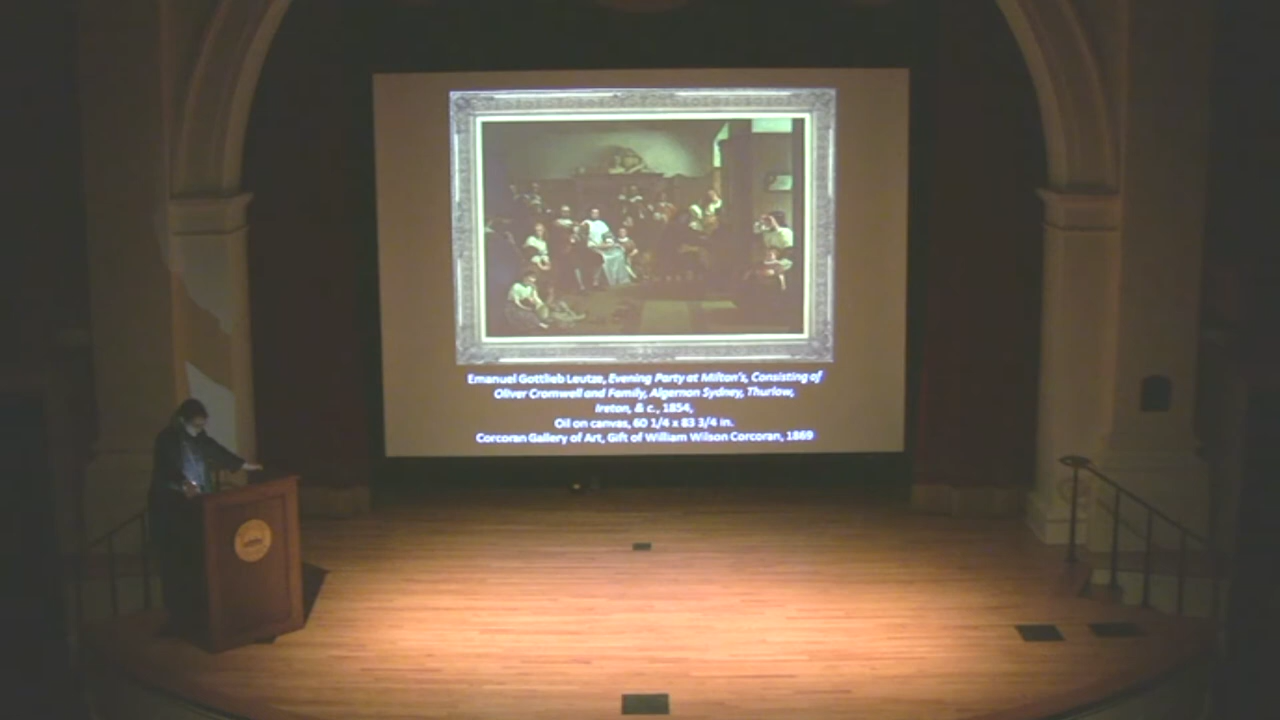 Emanuel Gottlieb Leutze, Evening Party at Milton's, Consisting of
Oliver Cromwell and Family, Algernon Sydney, Thurlow,
Ireton, & c., 1854,
Oil on canvas, 60 1/4 x 83 3/4 in.
Corcoran Gallery of Art, Gift of William Wilson Corcoran, 1869